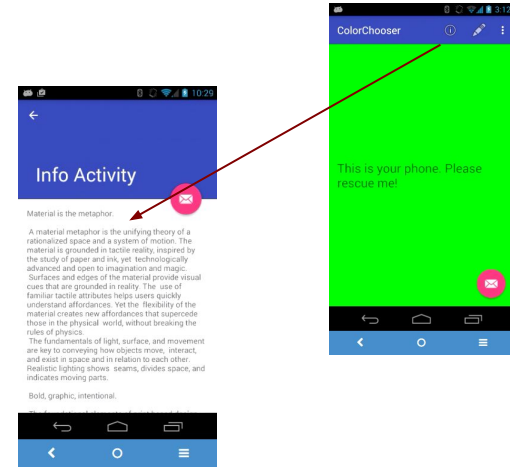 3:12
ColorChooser
This is your phone. Please
rescue me!
10:29
Info Activity
Material is the metaphor.
A material metaphor is the unifying theory of a
rationalized space and a system of motion. The
material is grounded in tactile reality, inspired by
the study of paper and ink, yet technologically
advanced and open to imagination and magic.
Surfaces and edges of the material provide visual
cues that are grounded in reality. The use of
familiar tactile attributes helps users quickly
understand affordances. Yet the flexibility of the
material creates new affordances that supercede
those in the physical world, without breaking the
rules of physics.
The fundamentals of light, surface, and movement
are key to conveying how objects move, interact,
and exist in space and in relation to each other.
Realistic lighting shows seams, divides space, and
indicates moving parts.
Bold, graphic, intentional.